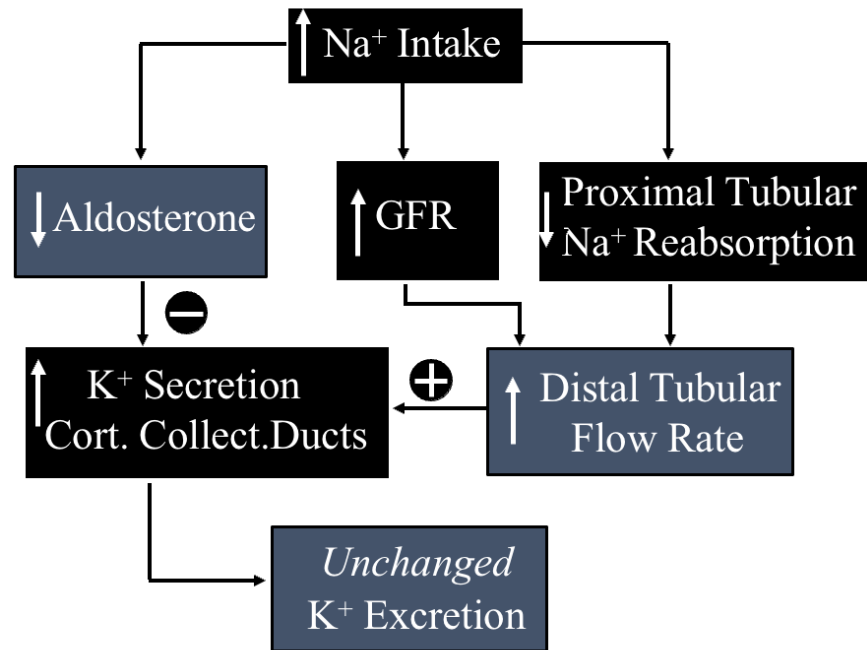 ↑ Na⁺ Intake
↓ Aldosterone
↑ GFR
↓ Proximal Tubular
Na⁺ Reabsorption
−
↑ K⁺ Secretion
Cort. Collect.Ducts
+
↑ Distal Tubular
Flow Rate
Unchanged
K⁺ Excretion